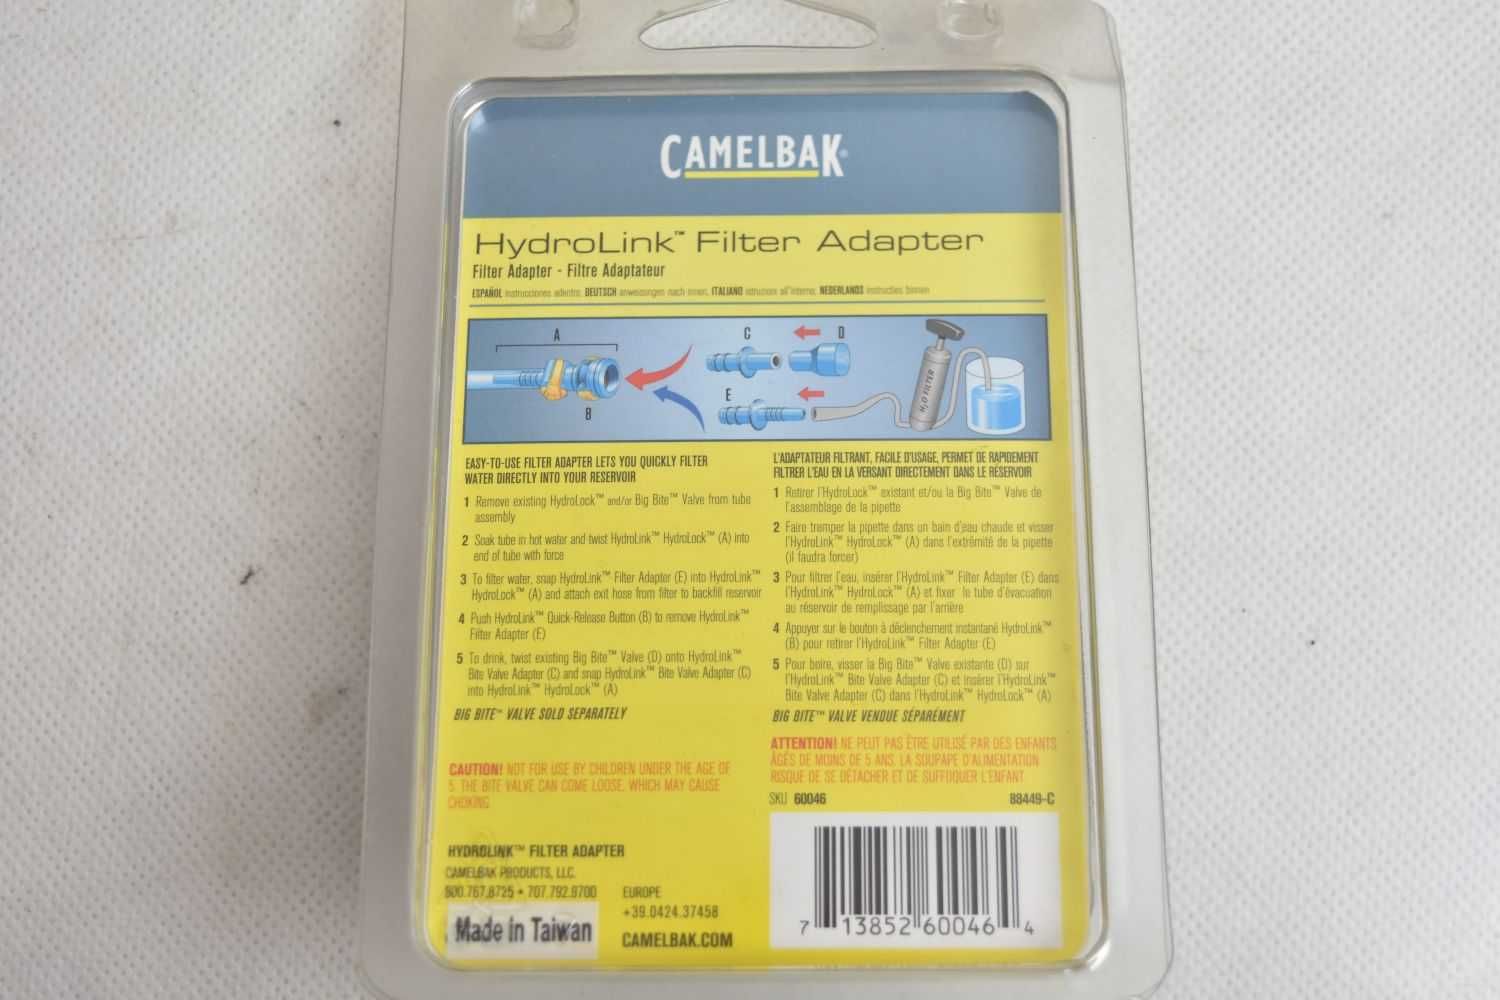 CAMELBAK®
HydroLink™ Filter Adapter
Filter Adapter - Filtre Adaptateur
ESPAÑOL instrucciones adentro; DEUTSCH anweisungen nach innen; ITALIANO istruzioni all'interno; NEDERLANDS instructies binnen
A
B
C
D
E
H₂O FILTER
EASY-TO-USE FILTER ADAPTER LETS YOU QUICKLY FILTER
WATER DIRECTLY INTO YOUR RESERVOIR
1 Remove existing HydroLock™ and/or Big Bite™ Valve from tube
assembly
2 Soak tube in hot water and twist HydroLink™ HydroLock™ (A) into
end of tube with force
3 To filter water, snap HydroLink™ Filter Adapter (E) into HydroLink™
HydroLock™ (A) and attach exit hose from filter to backfill reservoir
4 Push HydroLink™ Quick-Release Button (B) to remove HydroLink™
Filter Adapter (E)
5 To drink, twist existing Big Bite™ Valve (D) onto HydroLink™
Bite Valve Adapter (C) and snap HydroLink™ Bite Valve Adapter (C)
into HydroLink™ HydroLock™ (A)
BIG BITE™ VALVE SOLD SEPARATELY
CAUTION! NOT FOR USE BY CHILDREN UNDER THE AGE OF
5. THE BITE VALVE CAN COME LOOSE, WHICH MAY CAUSE
CHOKING
HYDROLINK™ FILTER ADAPTER
CAMELBAK PRODUCTS, LLC.
800.767.8725 • 707.792.9700
Made in Taiwan
EUROPE
+39.0424.37458
CAMELBAK.COM
L'ADAPTATEUR FILTRANT, FACILE D'USAGE, PERMET DE RAPIDEMENT
FILTRER L'EAU EN LA VERSANT DIRECTEMENT DANS LE RÉSERVOIR
1 Retirer l'HydroLock™ existant et/ou la Big Bite™ Valve de
l'assemblage de la pipette
2 Faire tremper la pipette dans un bain d'eau chaude et visser
l'HydroLink™ HydroLock™ (A) dans l'extrémité de la pipette
(il faudra forcer)
3 Pour filtrer l'eau, insérer l'HydroLink™ Filter Adapter (E) dans
l'HydroLink™ HydroLock™ (A) et fixer le tube d'évacuation
au réservoir de remplissage par l'arrière
4 Appuyer sur le bouton à déclenchement instantané HydroLink™
(B) pour retirer l'HydroLink™ Filter Adapter (E)
5 Pour boire, visser la Big Bite™ Valve existante (D) sur
l'HydroLink™ Bite Valve Adapter (C) et insérer l'HydroLink™
Bite Valve Adapter (C) dans l'HydroLink™ HydroLock™ (A)
BIG BITE™ VALVE VENDUE SÉPARÉMENT
ATTENTION! NE PEUT PAS ÊTRE UTILISÉ PAR DES ENFANTS
ÂGÉS DE MOINS DE 5 ANS. LA SOUPAPE D'ALIMENTATION
RISQUE DE SE DÉTACHER ET DE SUFFOQUER L'ENFANT
SKU 60046 88449-C
7 13852 60046 4